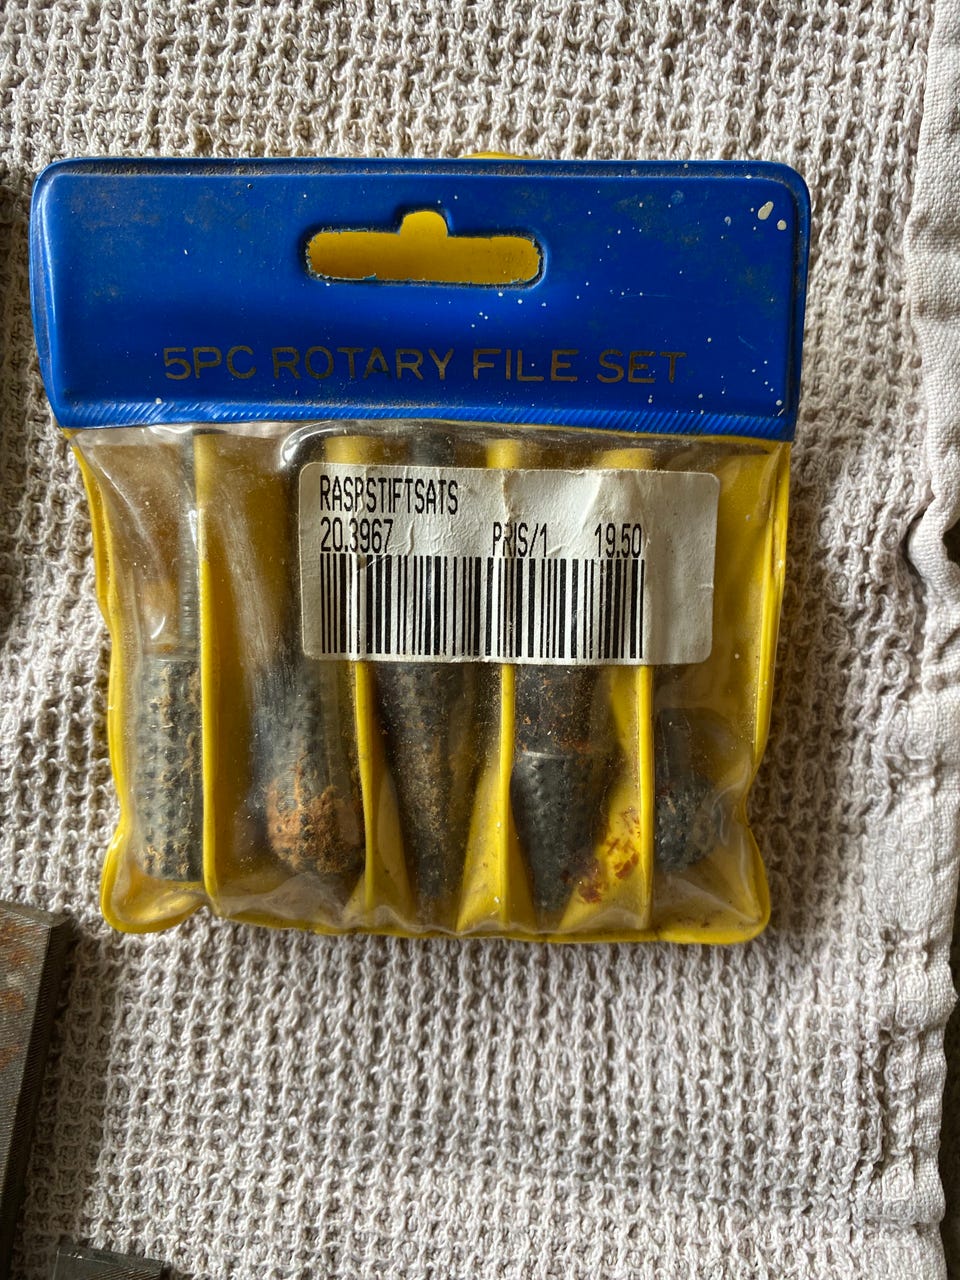 5PC ROTARY FILE SET
RASPSTIFTSATS
20.3967 PRIS/1 19.50